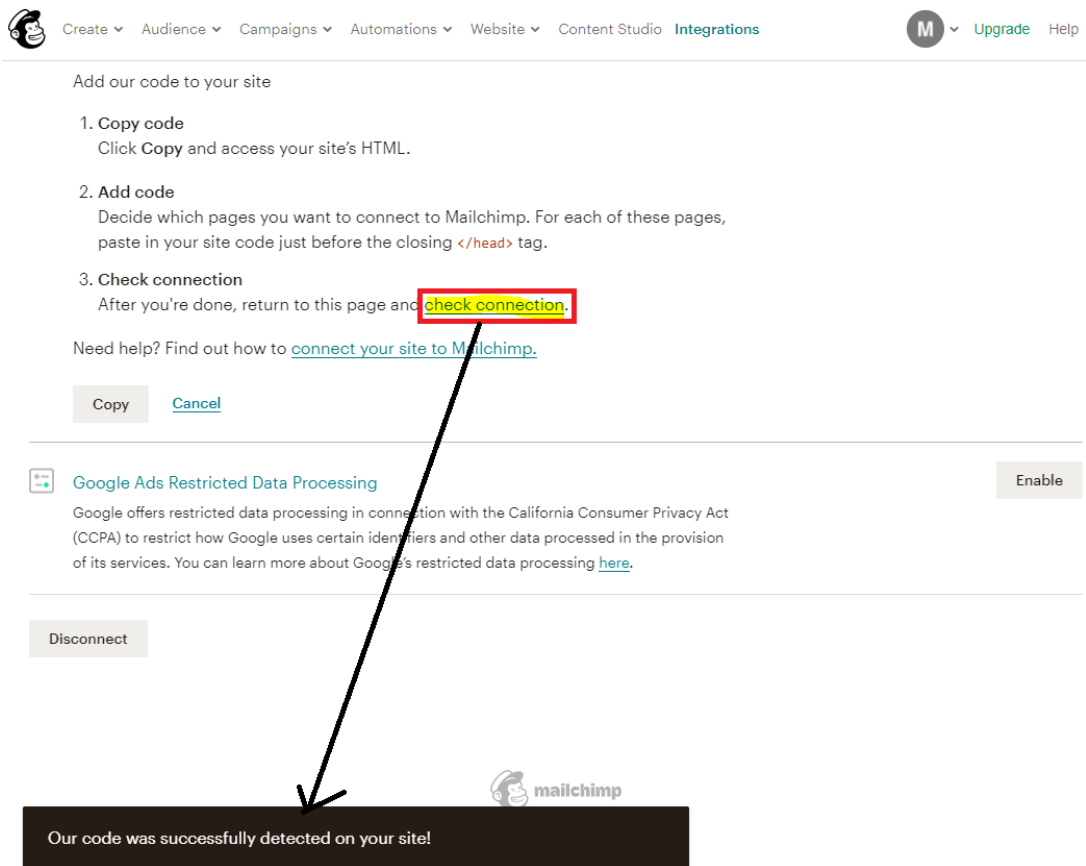 Create Audience Campaigns Automations Website Content Studio Integrations M Upgrade Help
Add our code to your site
1. Copy code
Click Copy and access your site's HTML.
2. Add code
Decide which pages you want to connect to Mailchimp. For each of these pages,
paste in your site code just before the closing </head> tag.
3. Check connection
After you're done, return to this page and check connection.
Need help? Find out how to connect your site to Mailchimp.
Copy Cancel
Google Ads Restricted Data Processing Enable
Google offers restricted data processing in connection with the California Consumer Privacy Act
(CCPA) to restrict how Google uses certain identifiers and other data processed in the provision
of its services. You can learn more about Google's restricted data processing here.
Disconnect
mailchimp
Our code was successfully detected on your site!